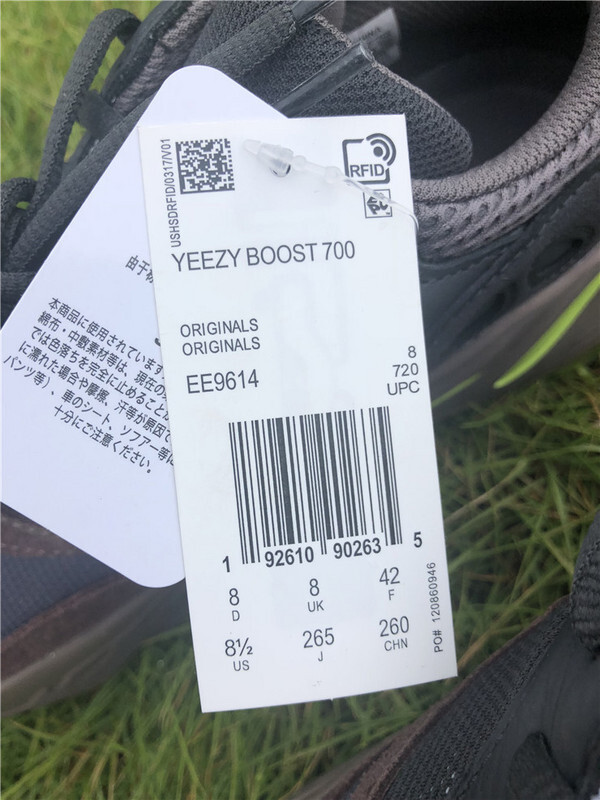 USHSDRFID/0317/V01
RFID
YEEZY BOOST 700
ORIGINALS
ORIGINALS
EE9614
8
720
UPC
1 92610 90263 5
8 D
8 UK
42 F
8½ US
265 J
260 CHN
PO# 120860946
本商品に使用されています
綿布・中敷素材等は、現在の
では色落ちを完全に止めることが
に濡れた場合や摩擦、汗等が原因で
パンツ等）、車のシート、ソファー等に
十分にご注意ください。